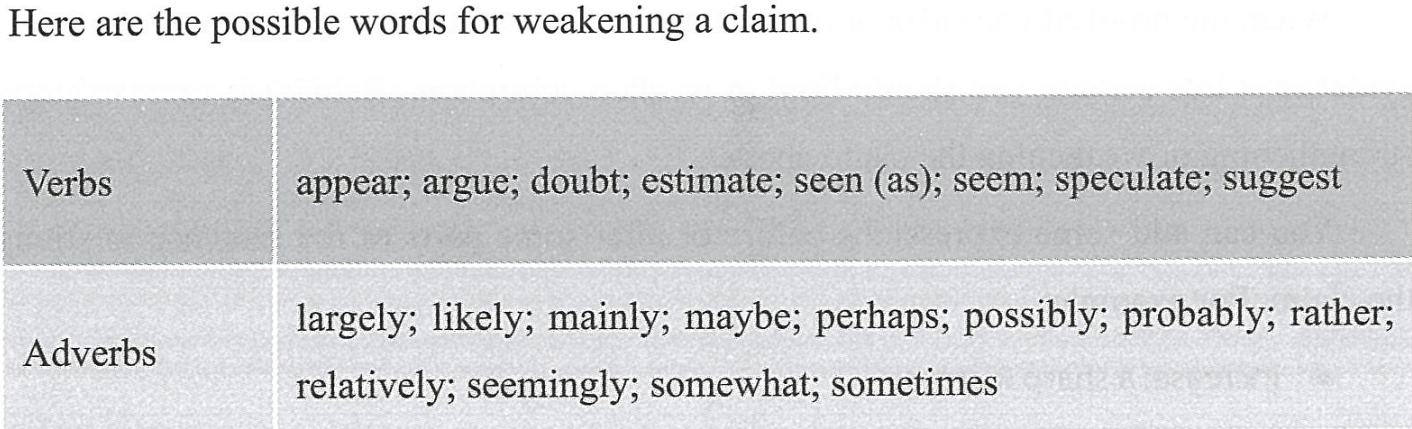 Here are the possible words for weakening a claim.
Verbs
appear; argue; doubt; estimate; seen (as); seem; speculate; suggest
Adverbs
largely; likely; mainly; maybe; perhaps; possibly; probably; rather;
relatively; seemingly; somewhat; sometimes